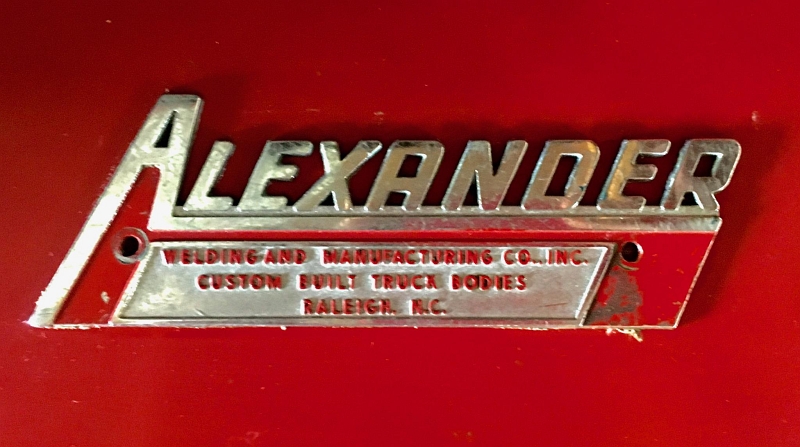 ALEXANDER
WELDING AND MANUFACTURING CO., INC.
CUSTOM BUILT TRUCK BODIES
RALEIGH, N.C.